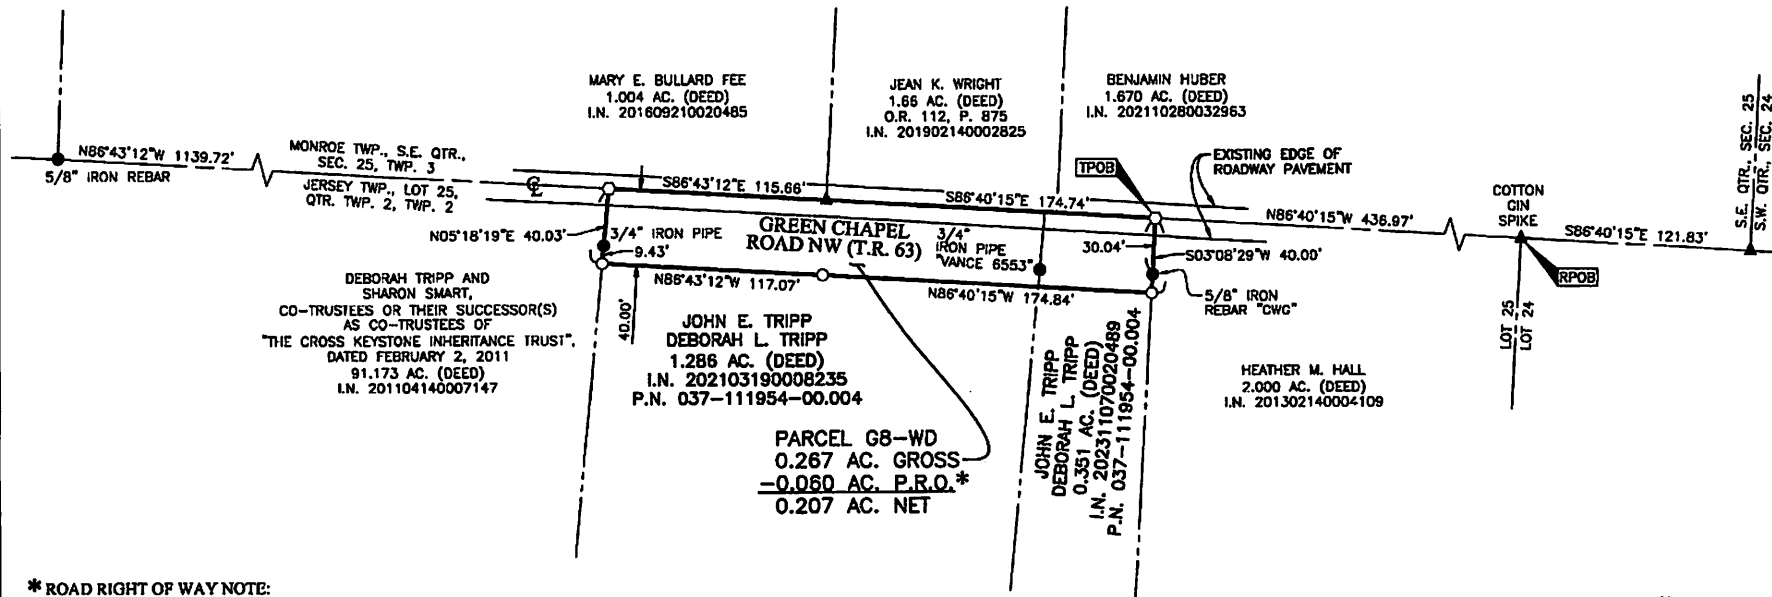 MARY E. BULLARD FEE
1.004 AC. (DEED)
I.N. 201609210020485
JEAN K. WRIGHT
1.66 AC. (DEED)
O.R. 112, P. 875
I.N. 201902140002825
BENJAMIN HUBER
1.670 AC. (DEED)
I.N. 202110280032963
S.E. QTR., SEC. 25
S.W. QTR., SEC. 24
N86°43'12"W 1139.72'
5/8" IRON REBAR
MONROE TWP., S.E. QTR.,
SEC. 25, TWP. 3
JERSEY TWP., LOT 25,
QTR. TWP. 2, TWP. 2
CL
S86°43'12"E 115.66'
S86°40'15"E 174.74'
TPOB
EXISTING EDGE OF
ROADWAY PAVEMENT
N86°40'15"W 436.97'
COTTON
GIN
SPIKE
S86°40'15"E 121.83'
RPOB
LOT 25
LOT 24
N05°18'19"E 40.03'
3/4" IRON PIPE
9.43'
GREEN CHAPEL
ROAD NW (T.R. 63)
3/4"
IRON PIPE
"VANCE 6553"
30.04'
S03°08'29"W 40.00'
N86°43'12"W 117.07'
N86°40'15"W 174.84'
5/8" IRON
REBAR "CWG"
40.00'
DEBORAH TRIPP AND
SHARON SMART,
CO-TRUSTEES OR THEIR SUCCESSOR(S)
AS CO-TRUSTEES OF
"THE CROSS KEYSTONE INHERITANCE TRUST",
DATED FEBRUARY 2, 2011
91.173 AC. (DEED)
I.N. 201104140007147
JOHN E. TRIPP
DEBORAH L. TRIPP
1.286 AC. (DEED)
I.N. 202103190008235
P.N. 037-111954-00.004
JOHN E. TRIPP
DEBORAH L. TRIPP
0.351 AC. (DEED)
I.N. 202311070020489
P.N. 037-111954-00.004
HEATHER M. HALL
2.000 AC. (DEED)
I.N. 201302140004109
PARCEL G8-WD
0.267 AC. GROSS
-0.060 AC. P.R.O.*
0.207 AC. NET
* ROAD RIGHT OF WAY NOTE: